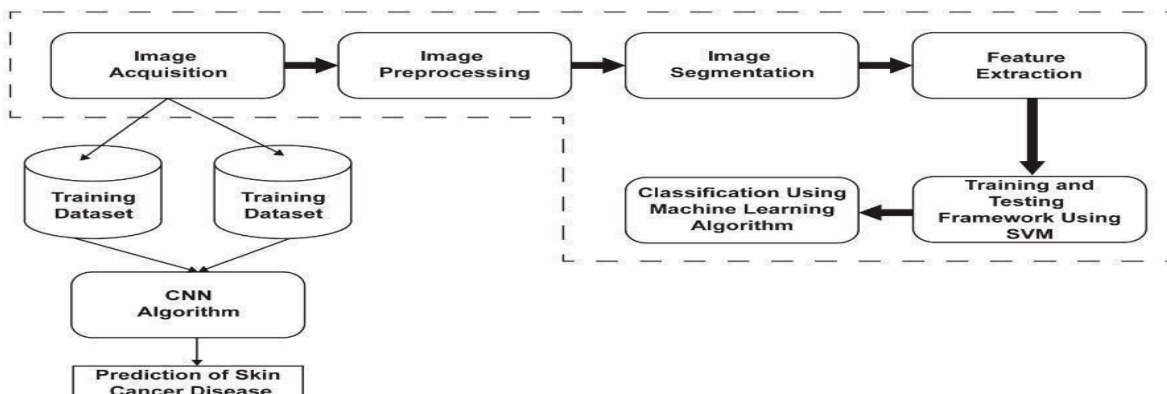 Image
Acquisition
Image
Preprocessing
Image
Segmentation
Feature
Extraction
Training
Dataset
Training
Dataset
Classification Using
Machine Learning
Algorithm
Training and
Testing
Framework Using
SVM
CNN
Algorithm
Prediction of Skin
Cancer Disease